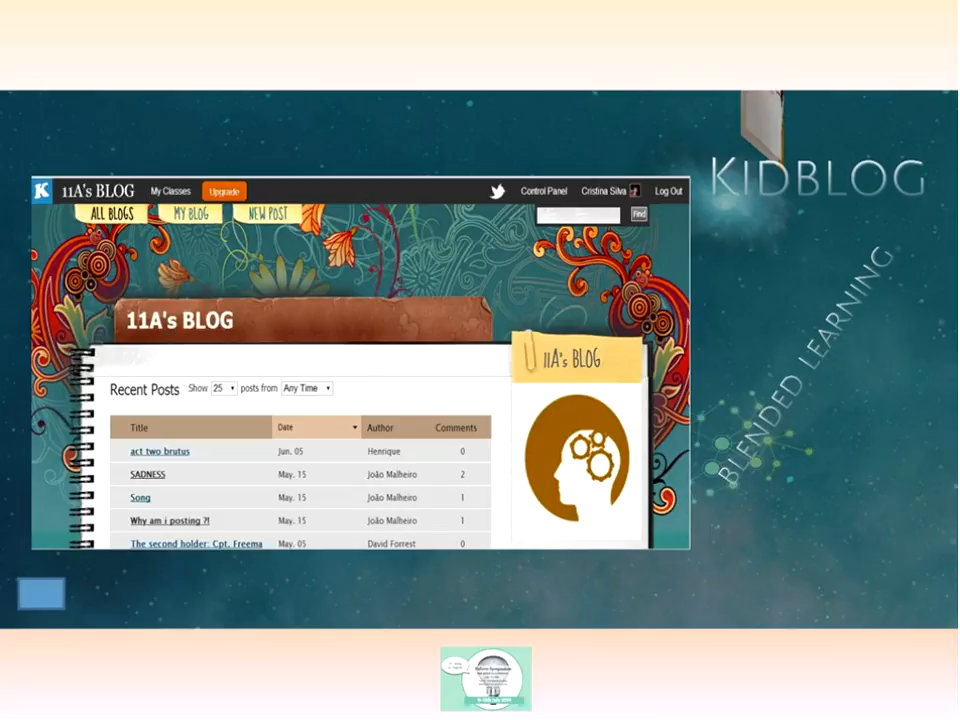 KIDBLOG
K 11A's BLOG My Classes Upgrade Control Panel Cristina Silva Log Out
ALL BLOGS MY BLOG NEW POST Find
11A's BLOG
11A's BLOG
Recent Posts Show 25 posts from Any Time
Title Date Author Comments
act two brutus Jun. 05 Henrique 0
SADNESS May. 15 João Malheiro 2
Song May. 15 João Malheiro 1
Why am i posting ?! May. 15 João Malheiro 1
The second holder: Cpt. Freema May. 05 David Forrest 0
BLENDED LEARNING